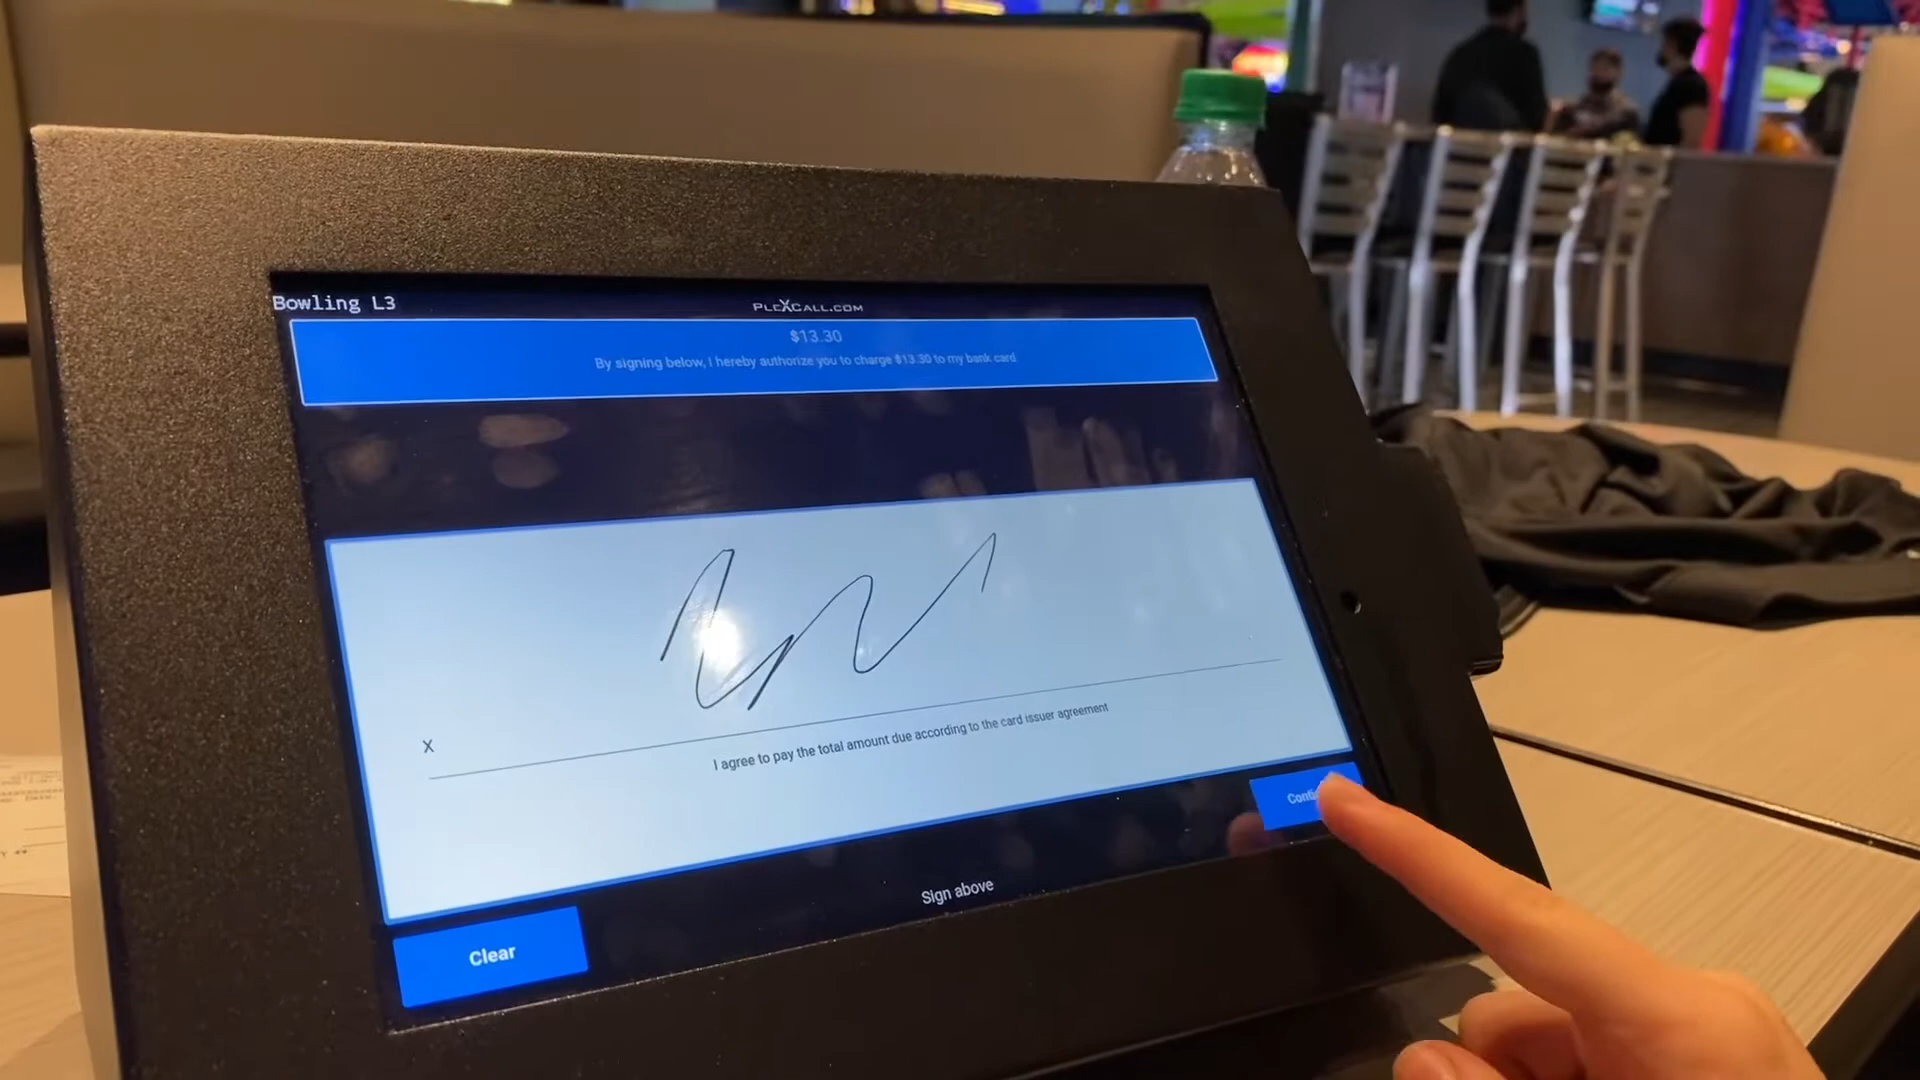 Bowling L3
PLEXCALL.COM
$13.30
By signing below, I hereby authorize you to charge $13.30 to my bank card
X
I agree to pay the total amount due according to the card issuer agreement
Sign above
Clear